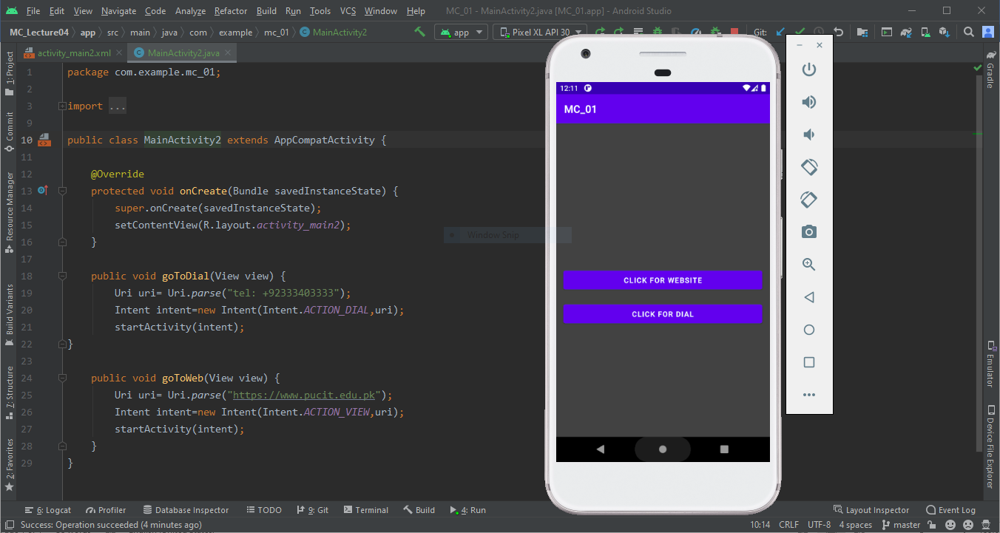 File Edit View Navigate Code Analyze Refactor Build Run Tools VCS Window Help MC_01 - MainActivity2.java [MC_01.app] - Android Studio
MC_Lecture04 app src main java com example mc_01 MainActivity2 app Pixel XL API 30 Git:
activity_main2.xml MainActivity2.java
1 package com.example.mc_01;
2
3 import ...
9
10 public class MainActivity2 extends AppCompatActivity {
11
12 @Override
13 protected void onCreate(Bundle savedInstanceState) {
14 super.onCreate(savedInstanceState);
15 setContentView(R.layout.activity_main2);
16 }
17
18 public void goToDial(View view) {
19 Uri uri= Uri.parse("tel: +92333403333");
20 Intent intent=new Intent(Intent.ACTION_DIAL,uri);
21 startActivity(intent);
22 }
23
24 public void goToWeb(View view) {
25 Uri uri= Uri.parse("https://www.pucit.edu.pk");
26 Intent intent=new Intent(Intent.ACTION_VIEW,uri);
27 startActivity(intent);
28 }
29 }
1: Project
Commit
Resource Manager
Build Variants
7: Structure
2: Favorites
Window Snip
12:11
MC_01
CLICK FOR WEBSITE
CLICK FOR DIAL
Gradle
Emulator
Device File Explorer
6: Logcat Profiler Database Inspector TODO 9: Git Terminal Build 4: Run Layout Inspector Event Log
Success: Operation succeeded (4 minutes ago) 10:14 CRLF UTF-8 4 spaces master